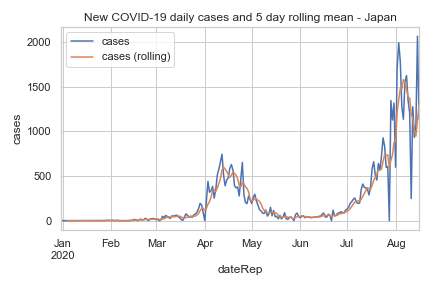 New COVID-19 daily cases and 5 day rolling mean - Japan
cases
cases (rolling)
2000
1500
1000
500
0
cases
Jan Feb Mar Apr May Jun Jul Aug
2020
dateRep